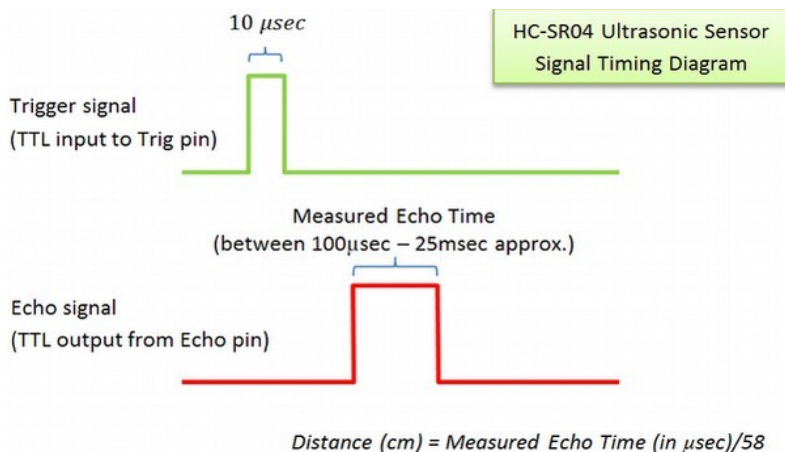 10 μsec
HC-SR04 Ultrasonic Sensor
Signal Timing Diagram
Trigger signal
(TTL input to Trig pin)
Measured Echo Time
(between 100μsec – 25msec approx.)
Echo signal
(TTL output from Echo pin)
Distance (cm) = Measured Echo Time (in μsec)/58